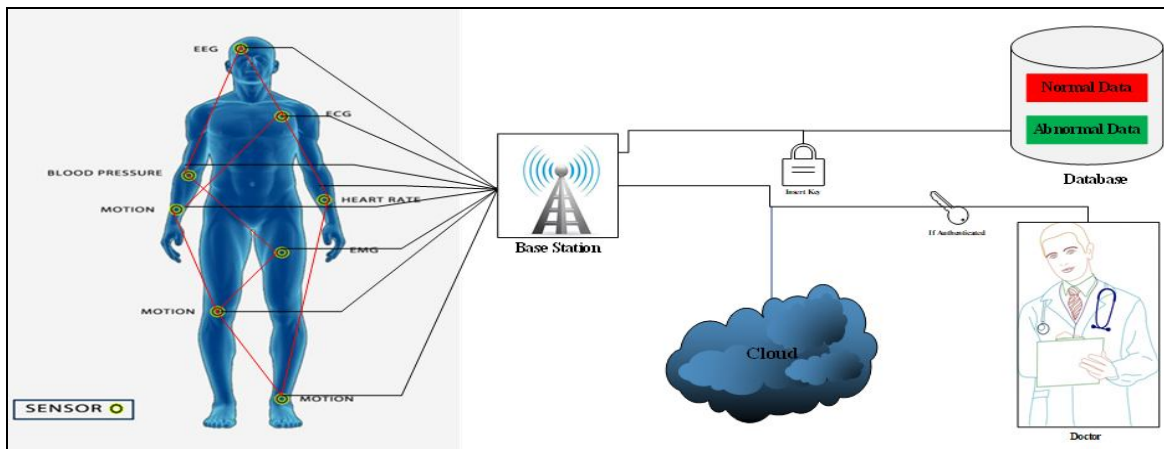 EEG
ECG
BLOOD PRESSURE
MOTION
HEART RATE
EMG
MOTION
MOTION
SENSOR
Base Station
Insert Key
Normal Data
Abnormal Data
Database
If Authenticated
Cloud
Doctor